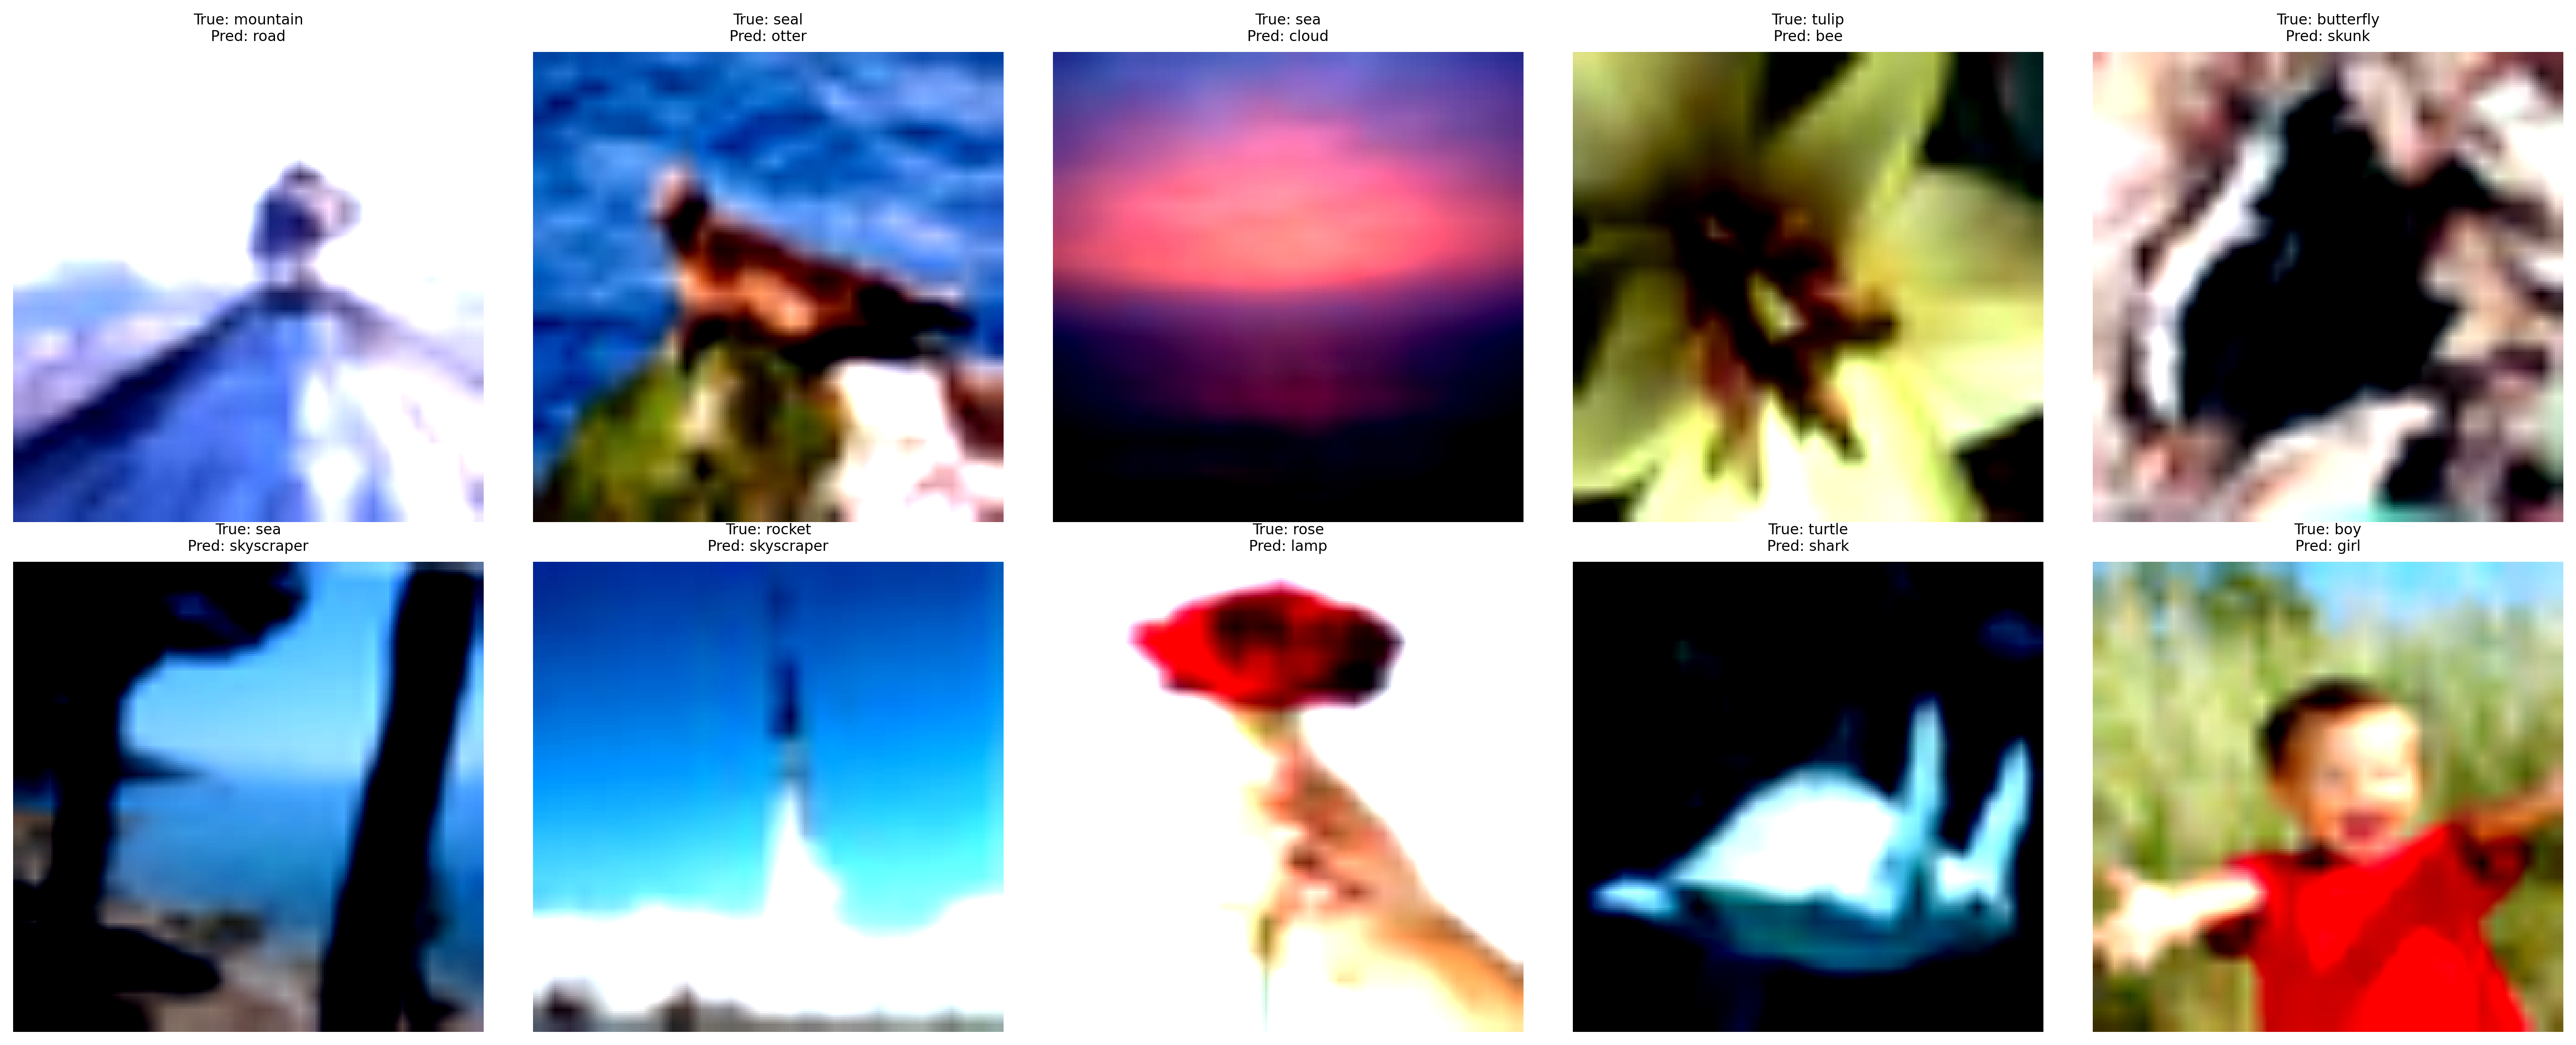 True: mountain
Pred: road
True: seal
Pred: otter
True: sea
Pred: cloud
True: tulip
Pred: bee
True: butterfly
Pred: skunk
True: sea
Pred: skyscraper
True: rocket
Pred: skyscraper
True: rose
Pred: lamp
True: turtle
Pred: shark
True: boy
Pred: girl